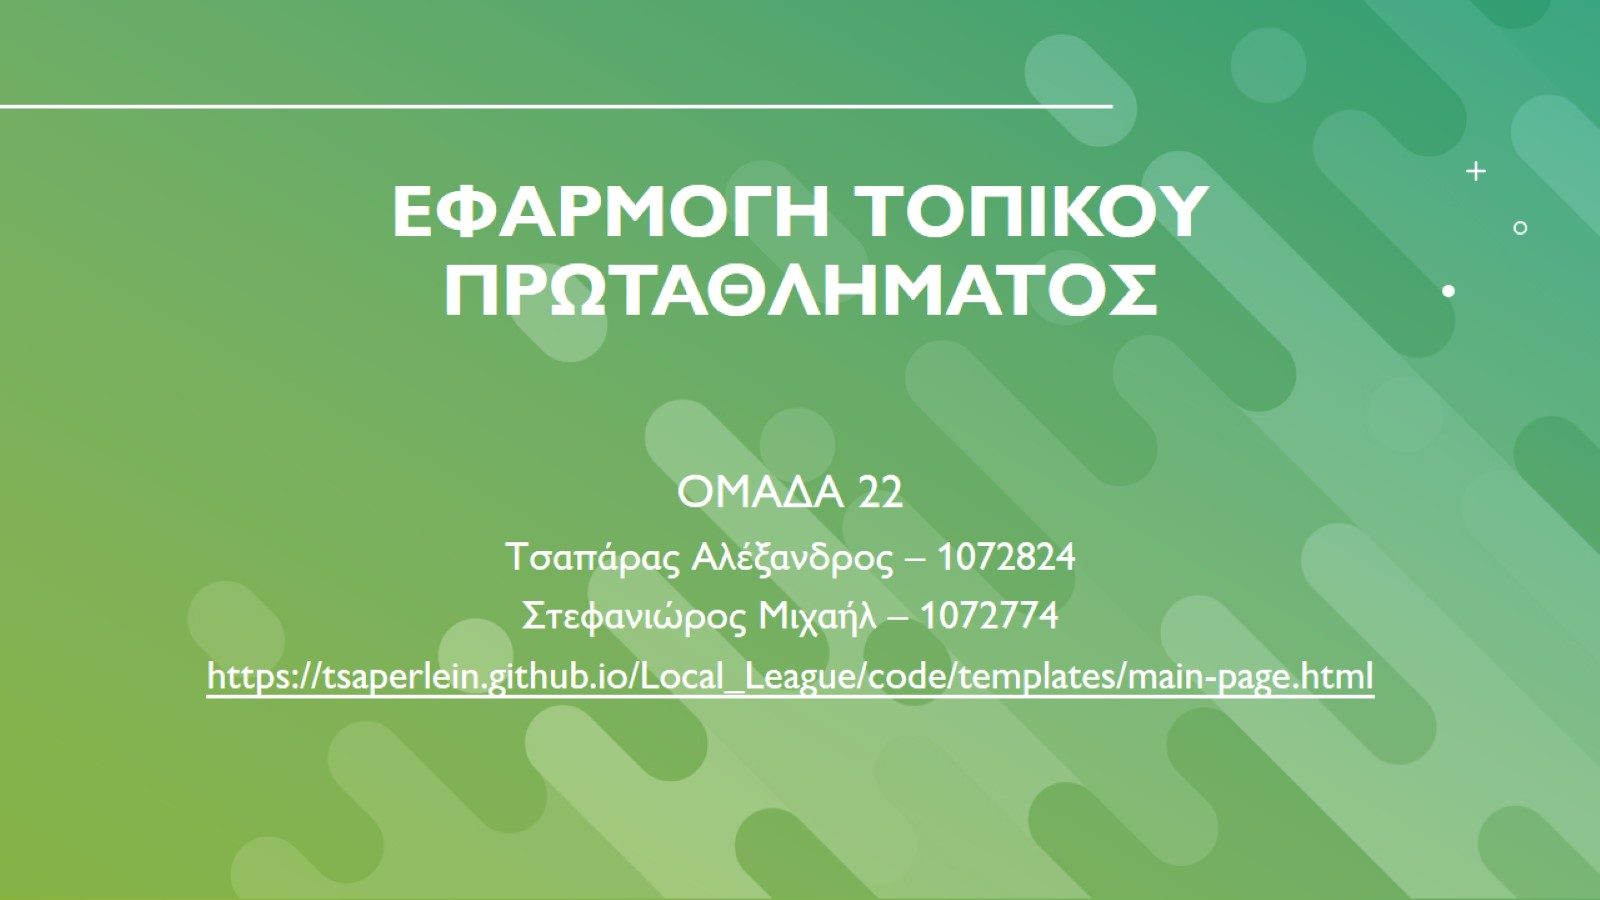 ΕΦΑΡΜΟΓΗ ΤΟΠΙΚΟΥ
ΠΡΩΤΑΘΛΗΜΑΤΟΣ
ΟΜΑΔΑ 22
Τσαπάρας Αλέξανδρος – 1072824
Στεφανιώρος Μιχαήλ – 1072774
https://tsaperlein.github.io/Local_League/code/templates/main-page.html